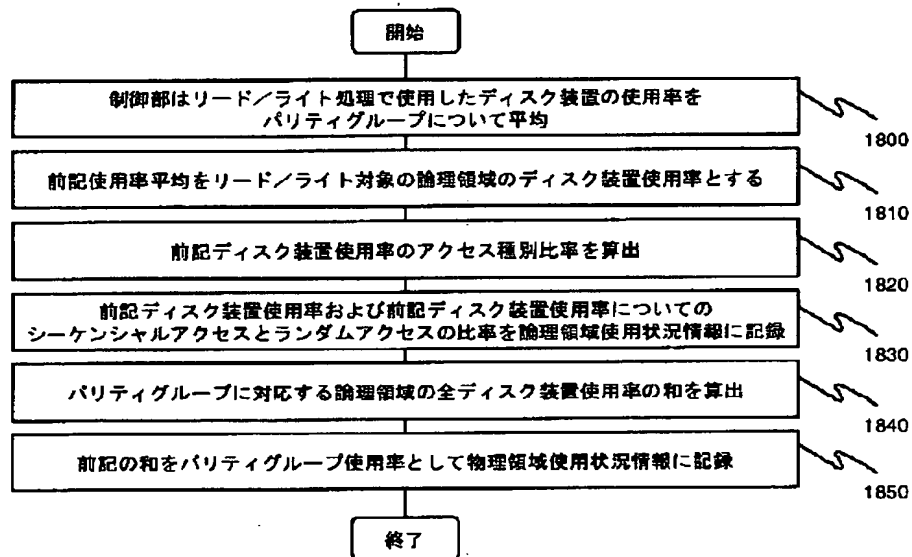 開始
制御部はリード／ライト処理で使用したディスク装置の使用率を
パリティグループについて平均
1800
前記使用率平均をリード／ライト対象の論理領域のディスク装置使用率とする
1810
前記ディスク装置使用率のアクセス種別比率を算出
1820
前記ディスク装置使用率および前記ディスク装置使用率についての
シーケンシャルアクセスとランダムアクセスの比率を論理領域使用状況情報に記録
1830
パリティグループに対応する論理領域の全ディスク装置使用率の和を算出
1840
前記の和をパリティグループ使用率として物理領域使用状況情報に記録
1850
終了